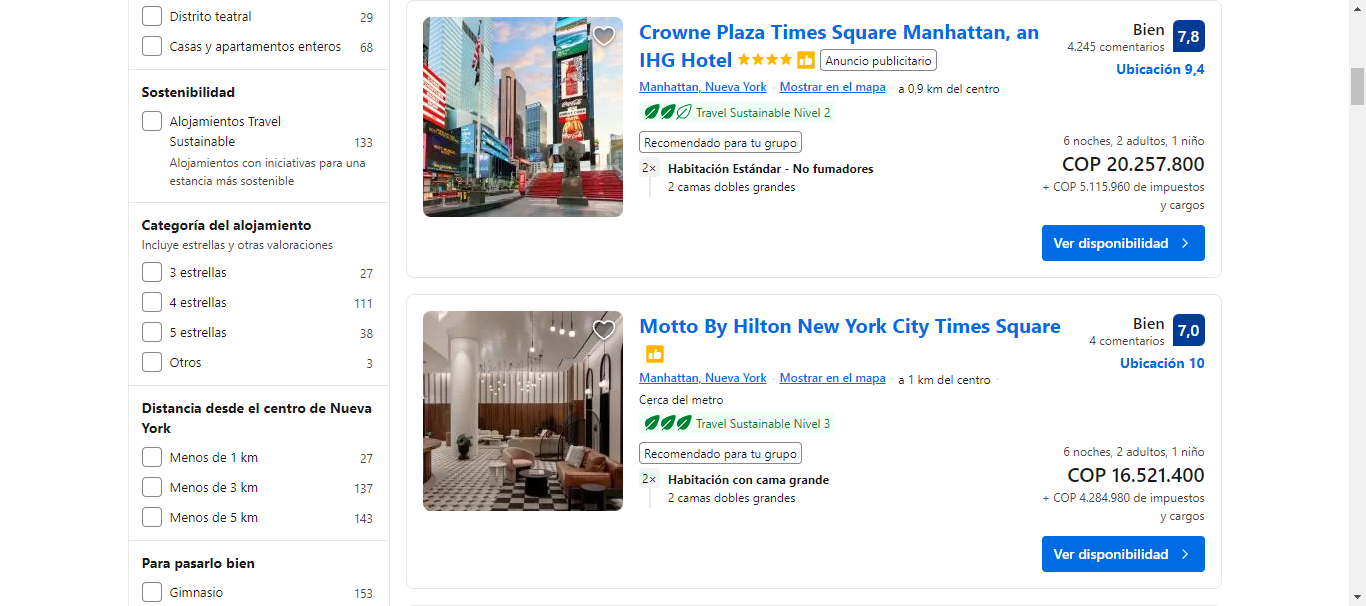 Distrito teatral 29
Casas y apartamentos enteros 68
Sostenibilidad
Alojamientos Travel
Sustainable 133
Alojamientos con iniciativas para una
estancia más sostenible
Categoría del alojamiento
Incluye estrellas y otras valoraciones
3 estrellas 27
4 estrellas 111
5 estrellas 38
Otros 3
Distancia desde el centro de Nueva
York
Menos de 1 km 27
Menos de 3 km 137
Menos de 5 km 143
Para pasarlo bien
Gimnasio 153
Crowne Plaza Times Square Manhattan, an
IHG Hotel Anuncio publicitario
Manhattan, Nueva York · Mostrar en el mapa · a 0,9 km del centro
Travel Sustainable Nivel 2
Recomendado para tu grupo
2× Habitación Estándar - No fumadores
2 camas dobles grandes
Bien 7,8
4.245 comentarios
Ubicación 9,4
6 noches, 2 adultos, 1 niño
COP 20.257.800
+ COP 5.115.960 de impuestos
y cargos
Ver disponibilidad
Coca-Cola
Motto By Hilton New York City Times Square
Manhattan, Nueva York · Mostrar en el mapa · a 1 km del centro ·
Cerca del metro
Travel Sustainable Nivel 3
Recomendado para tu grupo
2× Habitación con cama grande
2 camas dobles grandes
Bien 7,0
4 comentarios
Ubicación 10
6 noches, 2 adultos, 1 niño
COP 16.521.400
+ COP 4.284.980 de impuestos
y cargos
Ver disponibilidad